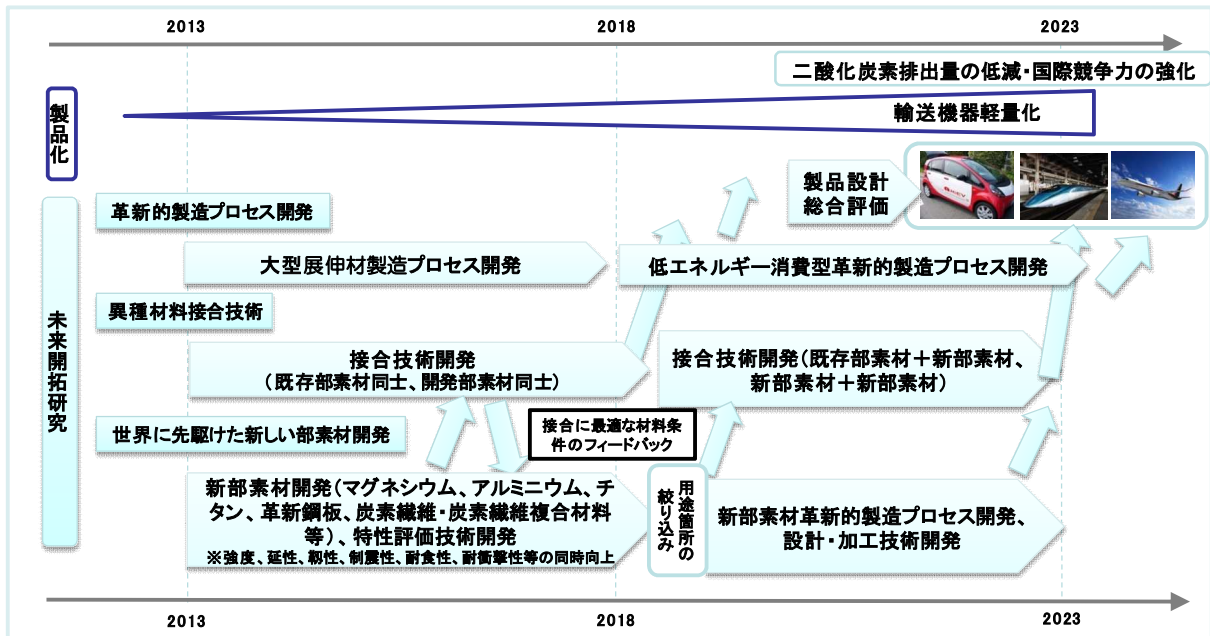 2013
2018
2023
二酸化炭素排出量の低減・国際競争力の強化
製品化
輸送機器軽量化
製品設計
総合評価
未来開拓研究
革新的製造プロセス開発
大型展伸材製造プロセス開発
低エネルギー消費型革新的製造プロセス開発
異種材料接合技術
接合技術開発
（既存部素材同士、開発部素材同士）
接合技術開発（既存部素材＋新部素材、
新部素材＋新部素材）
世界に先駆けた新しい部素材開発
接合に最適な材料条
件のフィードバック
新部素材開発（マグネシウム、アルミニウム、チ
タン、革新鋼板、炭素繊維・炭素繊維複合材料
等）、特性評価技術開発
※強度、延性、靱性、制震性、耐食性、耐衝撃性等の同時向上
用途箇所の
絞り込み
新部素材革新的製造プロセス開発、
設計・加工技術開発
2013
2018
2023